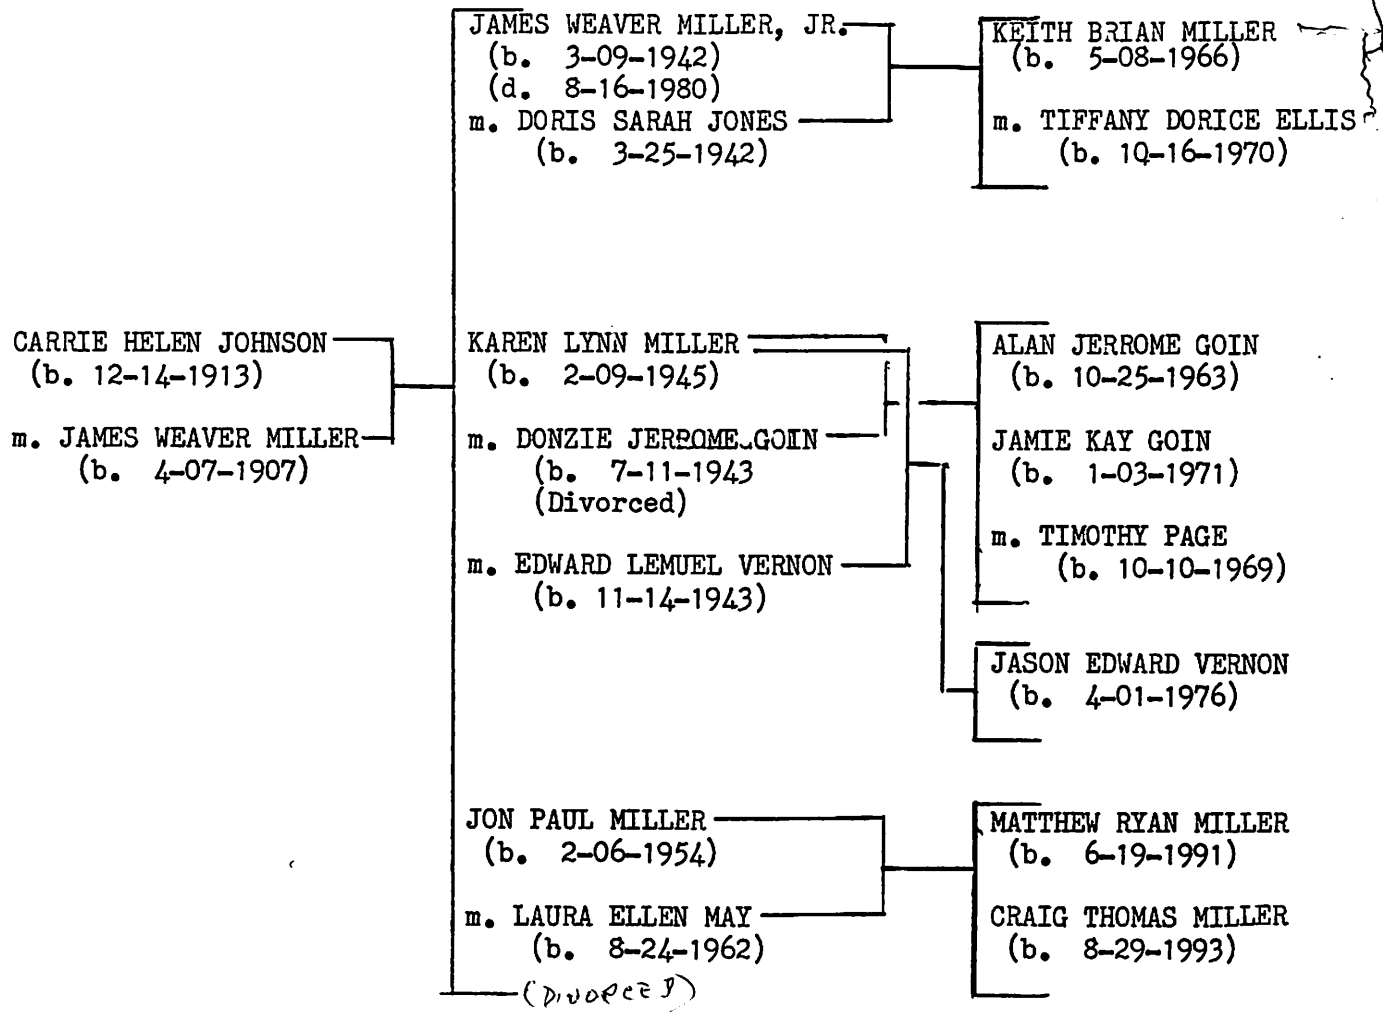 CARRIE HELEN JOHNSON
(b. 12-14-1913)
m. JAMES WEAVER MILLER
(b. 4-07-1907)
JAMES WEAVER MILLER, JR.
(b. 3-09-1942)
(d. 8-16-1980)
m. DORIS SARAH JONES
(b. 3-25-1942)
KAREN LYNN MILLER
(b. 2-09-1945)
m. DONZIE JERROME GOIN
(b. 7-11-1943
(Divorced)
m. EDWARD LEMUEL VERNON
(b. 11-14-1943)
JON PAUL MILLER
(b. 2-06-1954)
m. LAURA ELLEN MAY
(b. 8-24-1962)
(DIVORCED)
KEITH BRIAN MILLER
(b. 5-08-1966)
m. TIFFANY DORICE ELLIS
(b. 10-16-1970)
ALAN JERROME GOIN
(b. 10-25-1963)
JAMIE KAY GOIN
(b. 1-03-1971)
m. TIMOTHY PAGE
(b. 10-10-1969)
JASON EDWARD VERNON
(b. 4-01-1976)
MATTHEW RYAN MILLER
(b. 6-19-1991)
CRAIG THOMAS MILLER
(b. 8-29-1993)